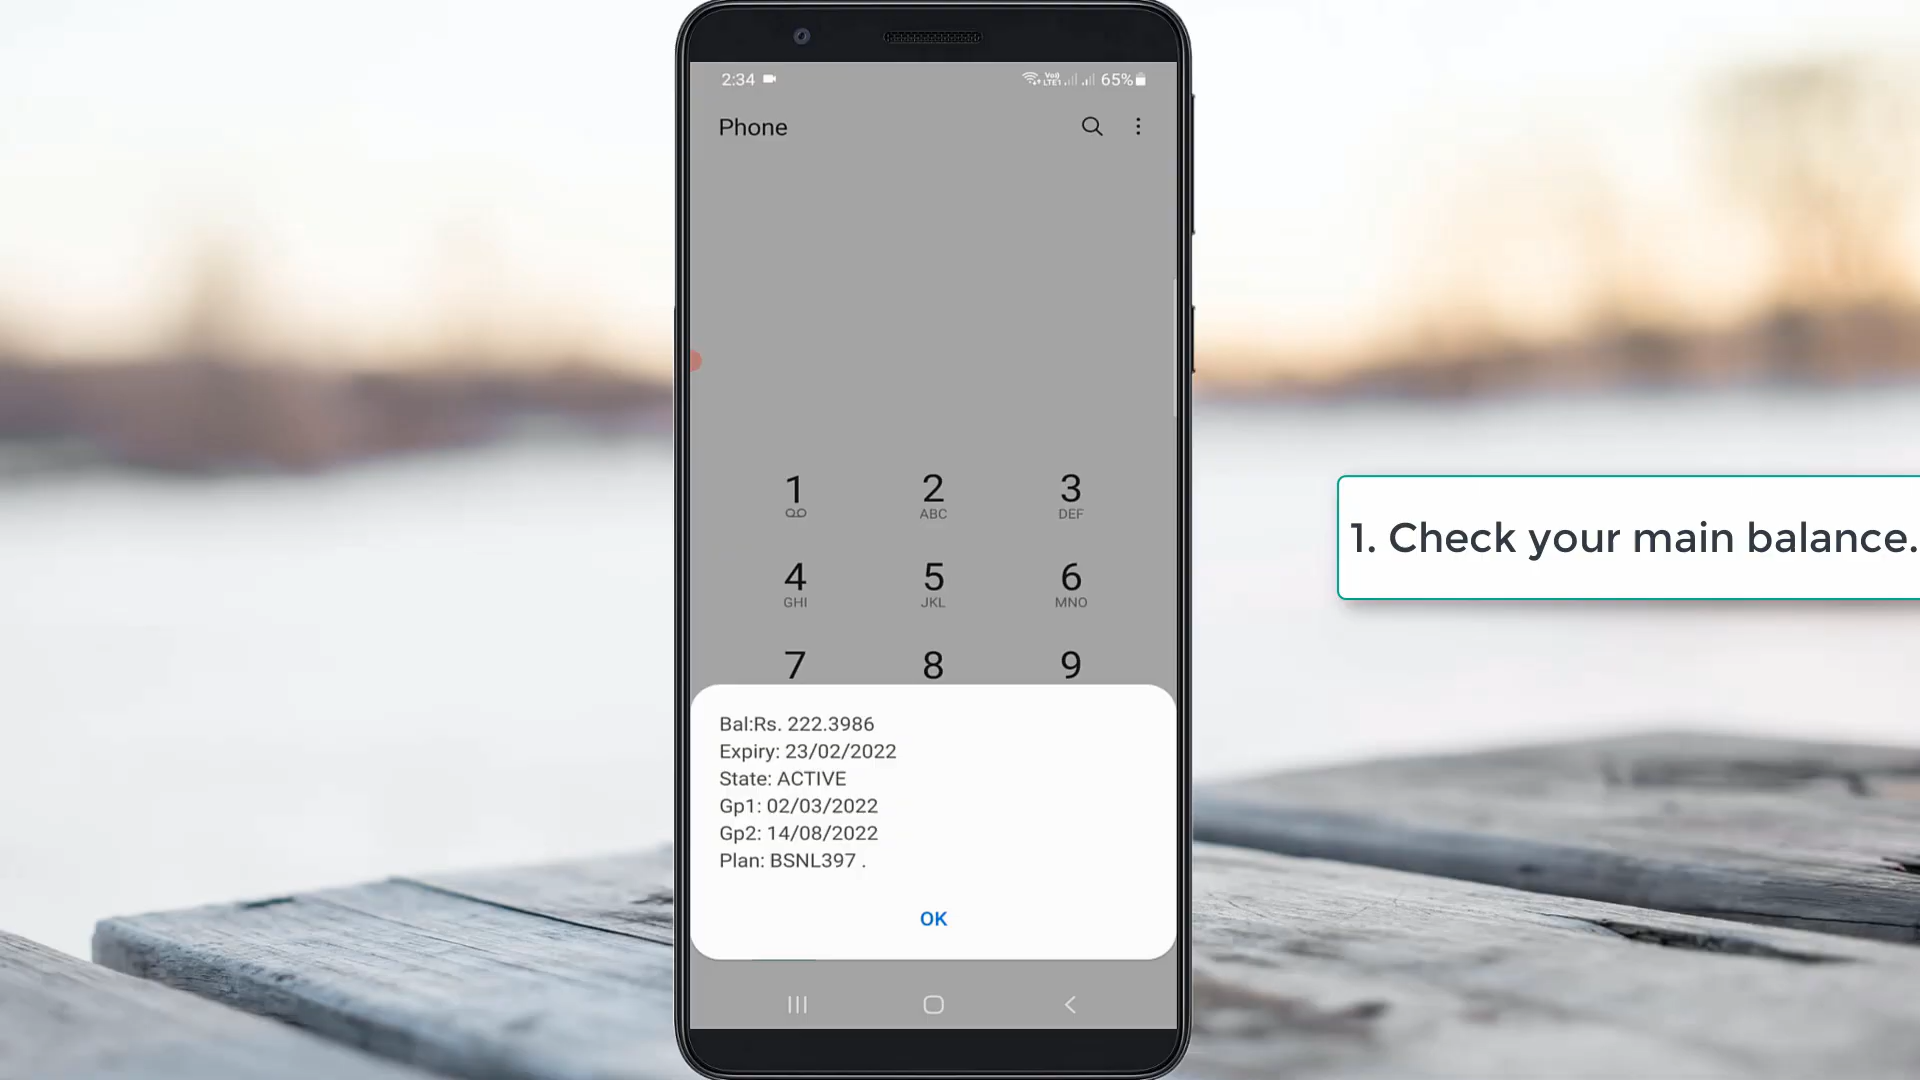 2:34
Vo))
LTE1
65%
Phone
1 2 3
ABC DEF
4 5 6
GHI JKL MNO
7 8 9
Bal:Rs. 222.3986
Expiry: 23/02/2022
State: ACTIVE
Gp1: 02/03/2022
Gp2: 14/08/2022
Plan: BSNL397 .
OK
1. Check your main balance.